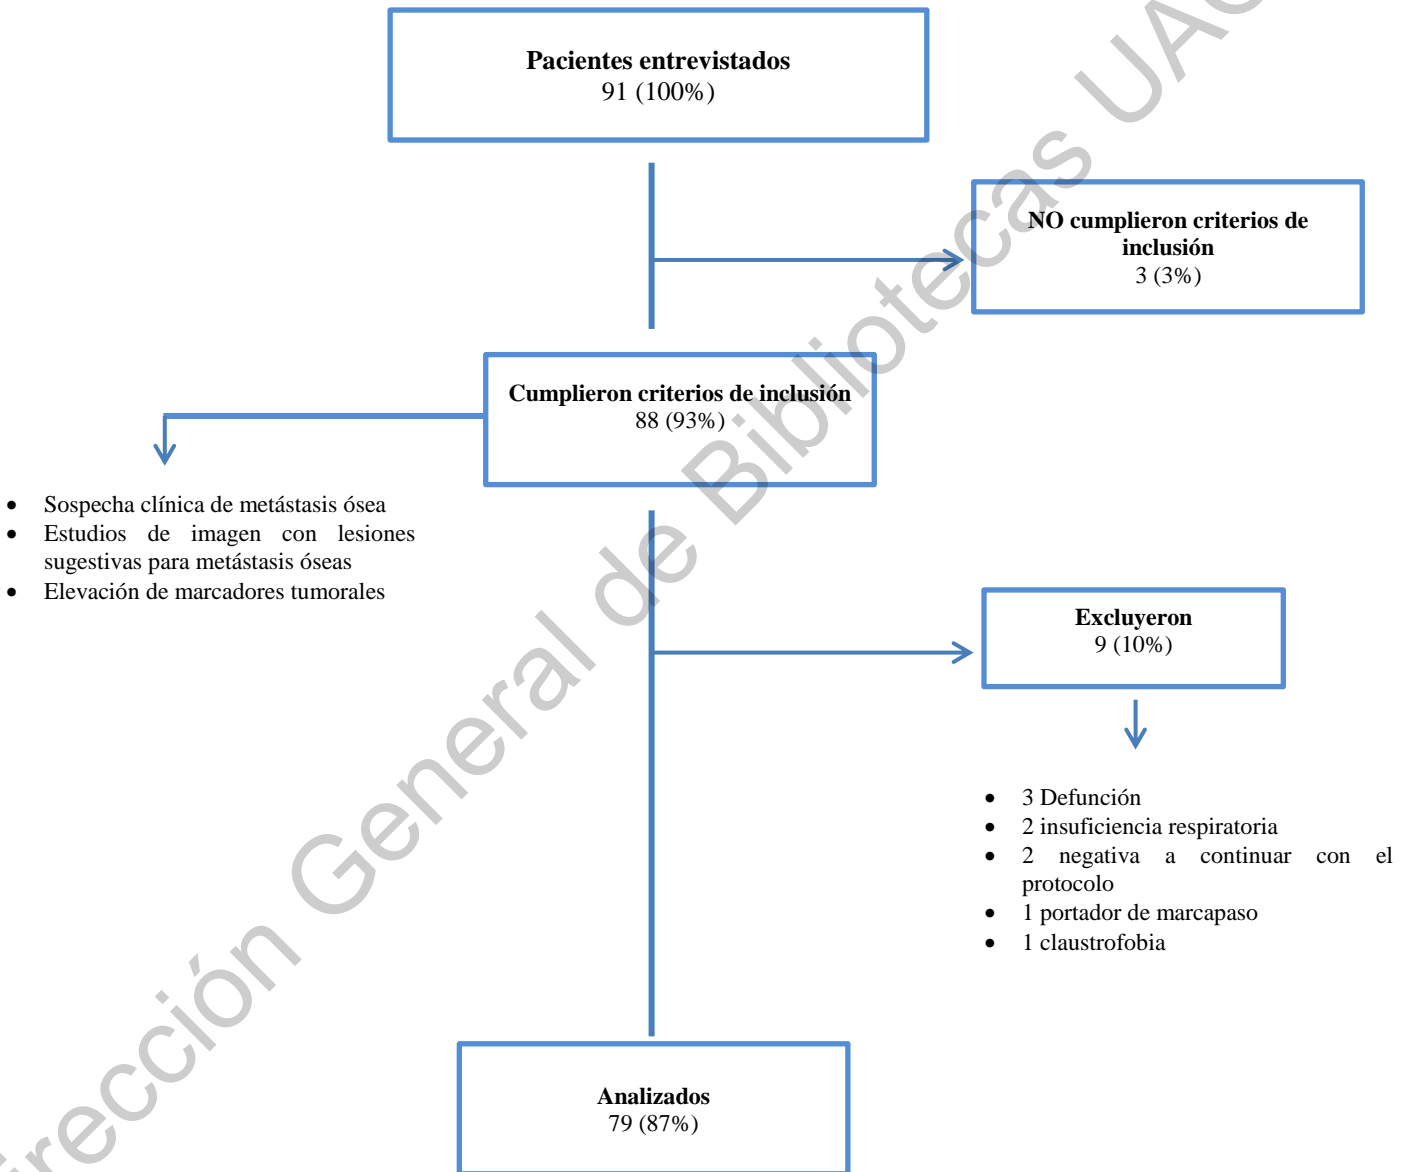 Pacientes entrevistados
91 (100%)
NO cumplieron criterios de
inclusión
3 (3%)
Cumplieron criterios de inclusión
88 (93%)
• Sospecha clínica de metástasis ósea
• Estudios de imagen con lesiones
sugestivas para metástasis óseas
• Elevación de marcadores tumorales
Excluyeron
9 (10%)
• 3 Defunción
• 2 insuficiencia respiratoria
• 2 negativa a continuar con el
protocolo
• 1 portador de marcapaso
• 1 claustrofobia
Analizados
79 (87%)
General de Bibliotecas